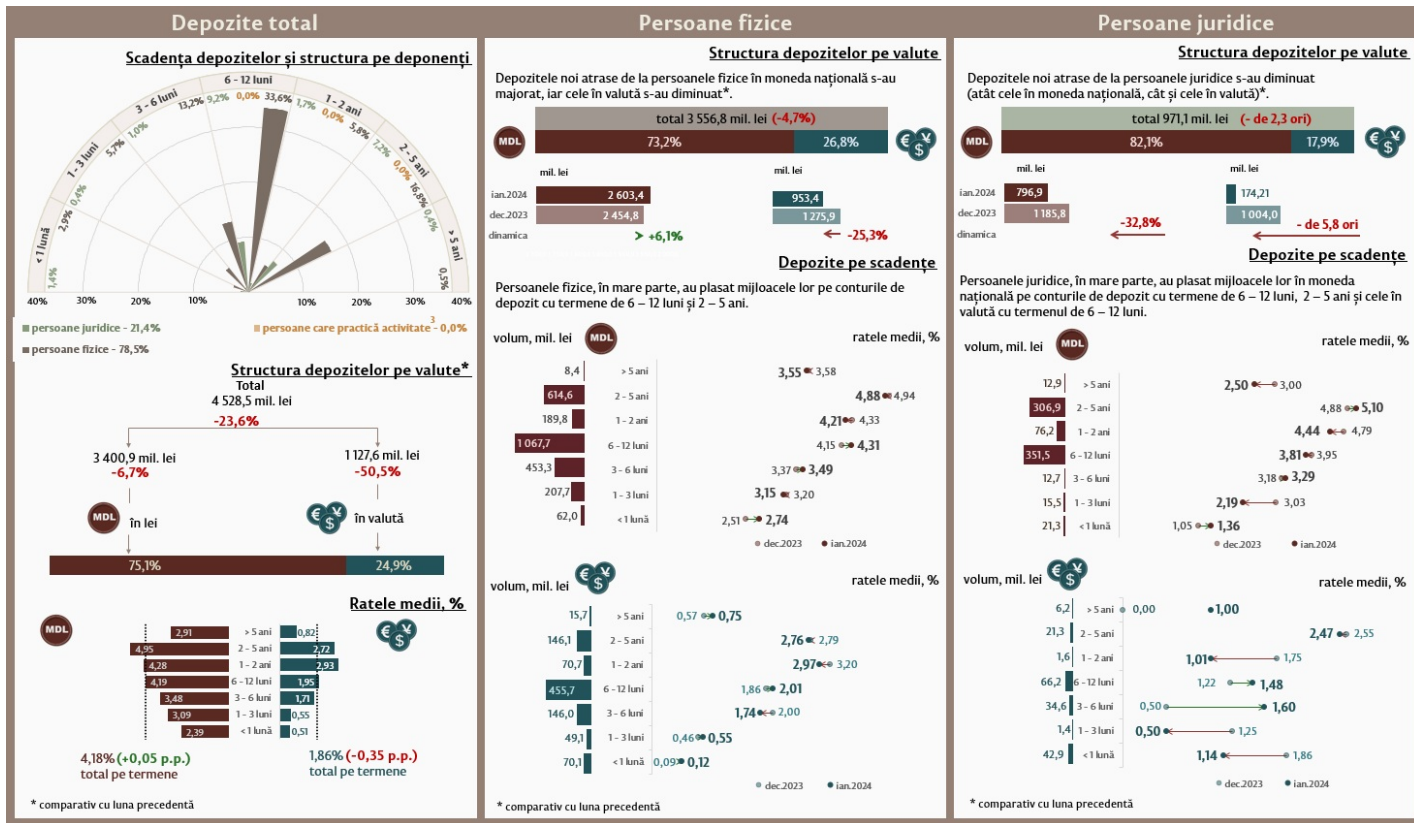 Depozite total
Scadența depozitelor și structura pe deponenți
< 1 lună
1 - 3 luni
3 - 6 luni
6 - 12 luni
1 - 2 ani
2 - 5 ani
> 5 ani
1,4%
2,9%
0,4%
5,7%
1,0%
13,2%
9,2%
0,0%
33,6%
1,7%
0,0%
5,8%
7,2%
0,0%
16,8%
0,4%
0,5%
40%
30%
20%
10%
10%
20%
30%
40%
persoane juridice - 21,4%
persoane care practică activitate 3 - 0,0%
persoane fizice - 78,5%
Structura depozitelor pe valute*
Total
4 528,5 mil. lei
-23,6%
3 400,9 mil. lei
-6,7%
1 127,6 mil. lei
-50,5%
MDL
în lei
€ ¥ $
în valută
75,1%
24,9%
Ratele medii, %
MDL
€ ¥ $
2,91 > 5 ani 0,82
4,95 2 - 5 ani 2,72
4,28 1 - 2 ani 2,93
4,19 6 - 12 luni 1,95
3,48 3 - 6 luni 1,71
3,09 1 - 3 luni 0,55
2,39 < 1 lună 0,51
4,18% (+0,05 p.p.)
total pe termene
1,86% (-0,35 p.p.)
total pe termene
* comparativ cu luna precedentă
Persoane fizice
Structura depozitelor pe valute
Depozitele noi atrase de la persoanele fizice în moneda națională s-au
majorat, iar cele în valută s-au diminuat*.
total 3 556,8 mil. lei (-4,7%)
MDL
73,2%
26,8%
€ ¥ $
mil. lei
mil. lei
ian.2024 2 603,4 953,4
dec.2023 2 454,8 1 275,9
dinamica +6,1% -25,3%
Depozite pe scadențe
Persoanele fizice, în mare parte, au plasat mijloacele lor pe conturile de
depozit cu termene de 6 – 12 luni și 2 – 5 ani.
volum, mil. lei
MDL
ratele medii, %
8,4 > 5 ani 3,55 3,58
614,6 2 - 5 ani 4,88 4,94
189,8 1 - 2 ani 4,21 4,33
1 067,7 6 - 12 luni 4,15 4,31
453,3 3 - 6 luni 3,37 3,49
207,7 1 - 3 luni 3,15 3,20
62,0 < 1 lună 2,51 2,74
dec.2023 ian.2024
volum, mil. lei
€ ¥ $
ratele medii, %
15,7 > 5 ani 0,57 0,75
146,1 2 - 5 ani 2,76 2,79
70,7 1 - 2 ani 2,97 3,20
455,7 6 - 12 luni 1,86 2,01
146,0 3 - 6 luni 1,74 2,00
49,1 1 - 3 luni 0,46 0,55
70,1 < 1 lună 0,09 0,12
dec.2023 ian.2024
* comparativ cu luna precedentă
Persoane juridice
Structura depozitelor pe valute
Depozitele noi atrase de la persoanele juridice s-au diminuat
(atât cele în moneda națională, cât și cele în valută)*.
total 971,1 mil. lei (- de 2,3 ori)
MDL
82,1%
17,9%
€ ¥ $
mil. lei
mil. lei
ian.2024 796,9 174,21
dec.2023 1 185,8 1 004,0
dinamica -32,8% - de 5,8 ori
Depozite pe scadențe
Persoanele juridice, în mare parte, au plasat mijloacele lor în moneda
națională pe conturile de depozit cu termene de 6 – 12 luni, 2 – 5 ani și cele în
valută cu termenul de 6 – 12 luni.
volum, mil. lei
MDL
ratele medii, %
12,9 > 5 ani 2,50 3,00
306,9 2 - 5 ani 4,88 5,10
76,2 1 - 2 ani 4,44 4,79
351,5 6 - 12 luni 3,81 3,95
12,7 3 - 6 luni 3,18 3,29
15,5 1 - 3 luni 2,19 3,03
21,3 < 1 lună 1,05 1,36
dec.2023 ian.2024
volum, mil. lei
€ ¥ $
ratele medii, %
6,2 > 5 ani 0,00 1,00
21,3 2 - 5 ani 2,47 2,55
1,6 1 - 2 ani 1,01 1,75
66,2 6 - 12 luni 1,22 1,48
34,6 3 - 6 luni 0,50 1,60
1,4 1 - 3 luni 0,50 1,25
42,9 < 1 lună 1,14 1,86
dec.2023 ian.2024
* comparativ cu luna precedentă